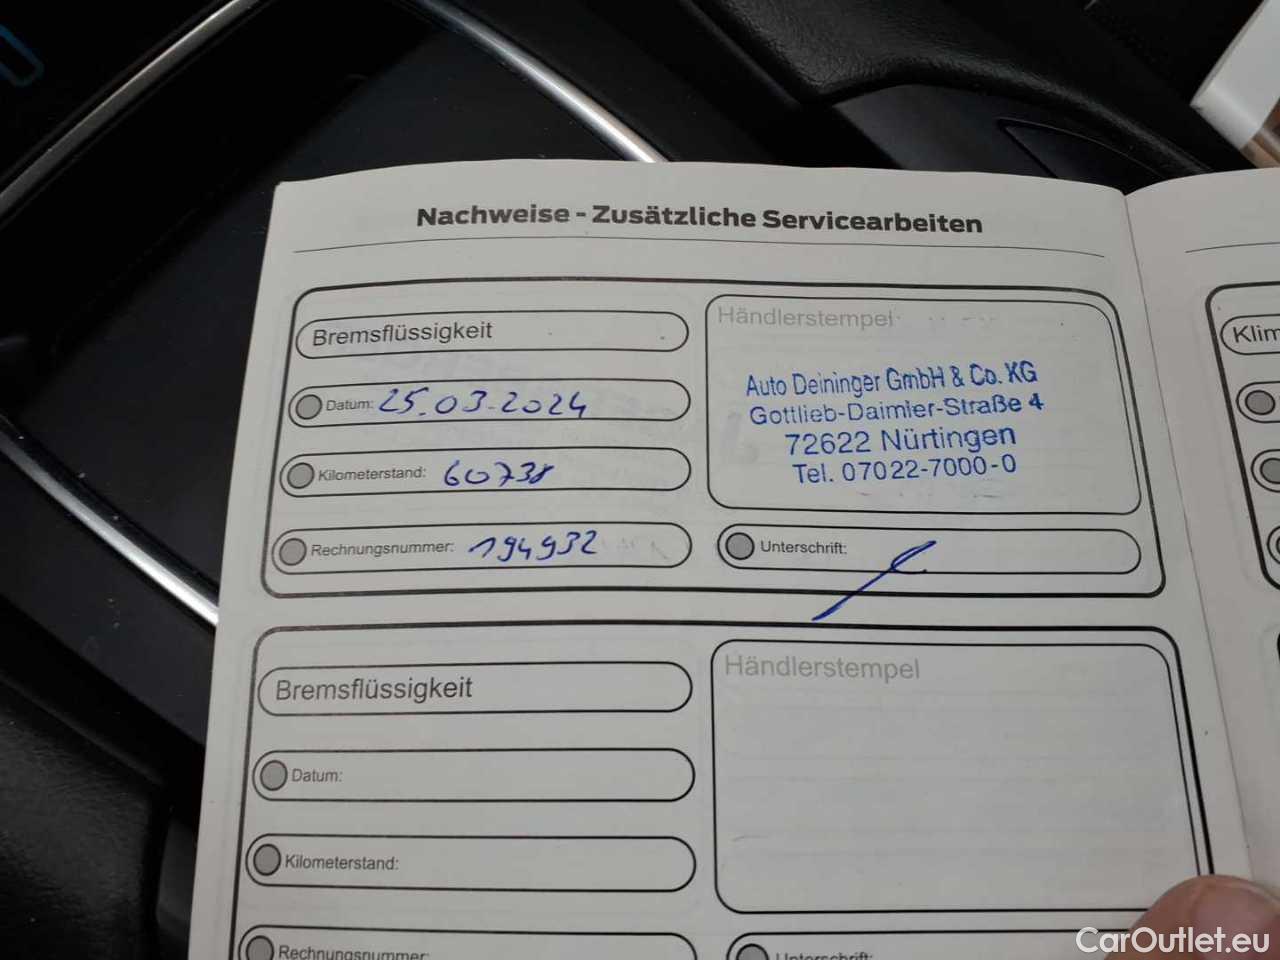 Nachweise - Zusätzliche Servicearbeiten
Bremsflüssigkeit
Datum: 25.03.2024
Kilometerstand: 60738
Rechnungsnummer: 194932
Händlerstempel
Auto Deininger GmbH & Co. KG
Gottlieb-Daimler-Straße 4
72622 Nürtingen
Tel. 07022-7000-0
Unterschrift:
Bremsflüssigkeit
Datum:
Kilometerstand:
Rechnungsnummer:
Händlerstempel
Unterschrift:
Klim
CarOutlet.eu